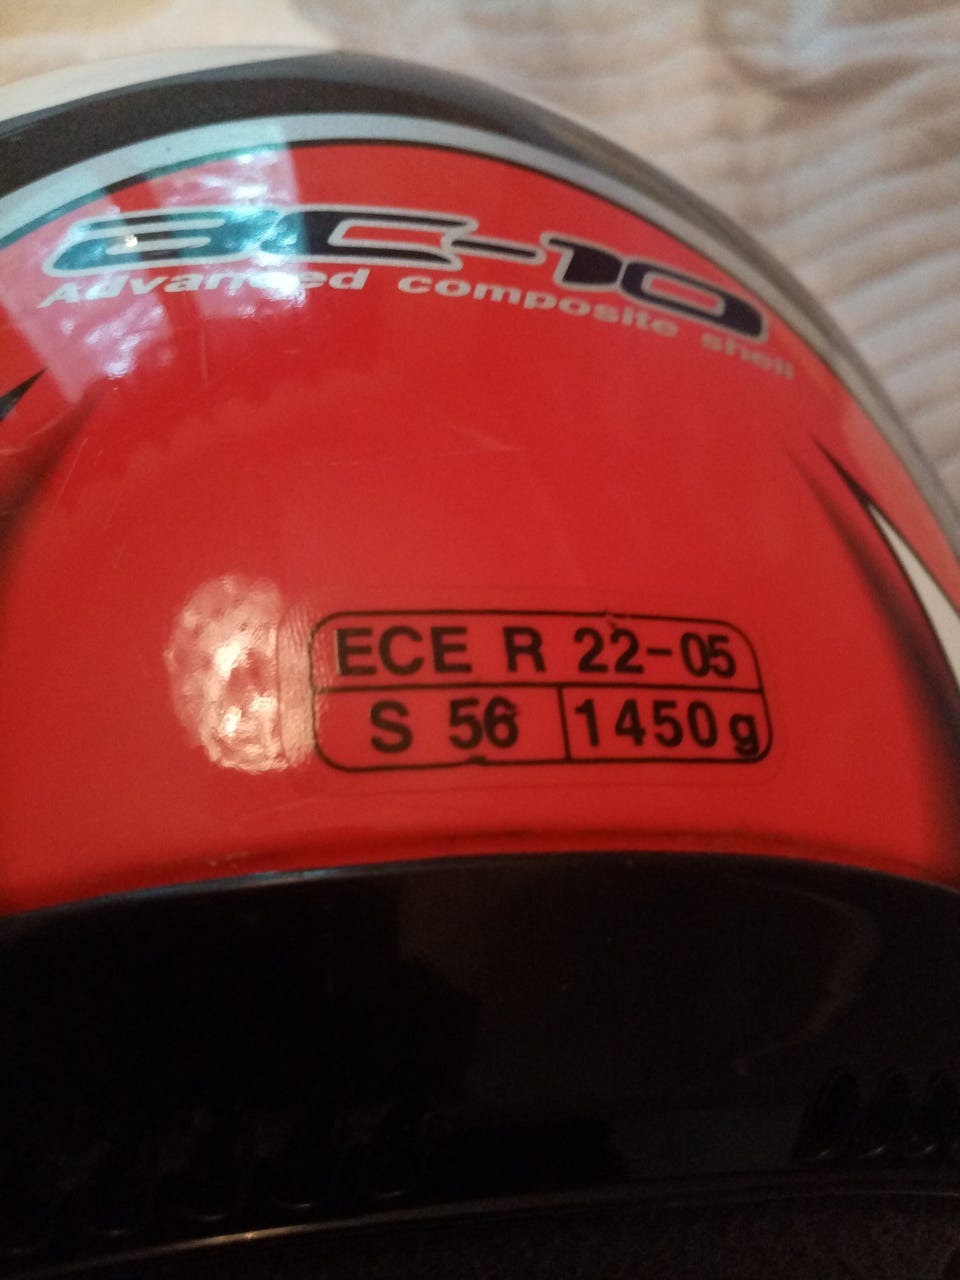 ac-10
Advanced composite shell
ECE R 22-05
S 56 1450g